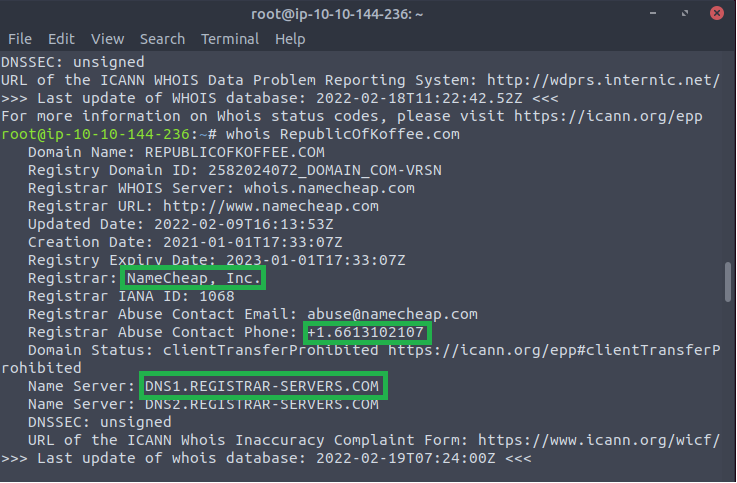 root@ip-10-10-144-236: ~
File Edit View Search Terminal Help
DNSSEC: unsigned
URL of the ICANN WHOIS Data Problem Reporting System: http://wdprs.internic.net/
>>> Last update of WHOIS database: 2022-02-18T11:22:42.52Z <<<
For more information on Whois status codes, please visit https://icann.org/epp
root@ip-10-10-144-236:~# whois RepublicOfKoffee.com
Domain Name: REPUBLICOFKOFFEE.COM
Registry Domain ID: 2582024072_DOMAIN_COM-VRSN
Registrar WHOIS Server: whois.namecheap.com
Registrar URL: http://www.namecheap.com
Updated Date: 2022-02-09T16:13:53Z
Creation Date: 2021-01-01T17:33:07Z
Registry Expiry Date: 2023-01-01T17:33:07Z
Registrar: NameCheap, Inc.
Registrar IANA ID: 1068
Registrar Abuse Contact Email: abuse@namecheap.com
Registrar Abuse Contact Phone: +1.6613102107
Domain Status: clientTransferProhibited https://icann.org/epp#clientTransferP
rohibited
Name Server: DNS1.REGISTRAR-SERVERS.COM
Name Server: DNS2.REGISTRAR-SERVERS.COM
DNSSEC: unsigned
URL of the ICANN Whois Inaccuracy Complaint Form: https://www.icann.org/wicf/
>>> Last update of whois database: 2022-02-19T07:24:00Z <<<